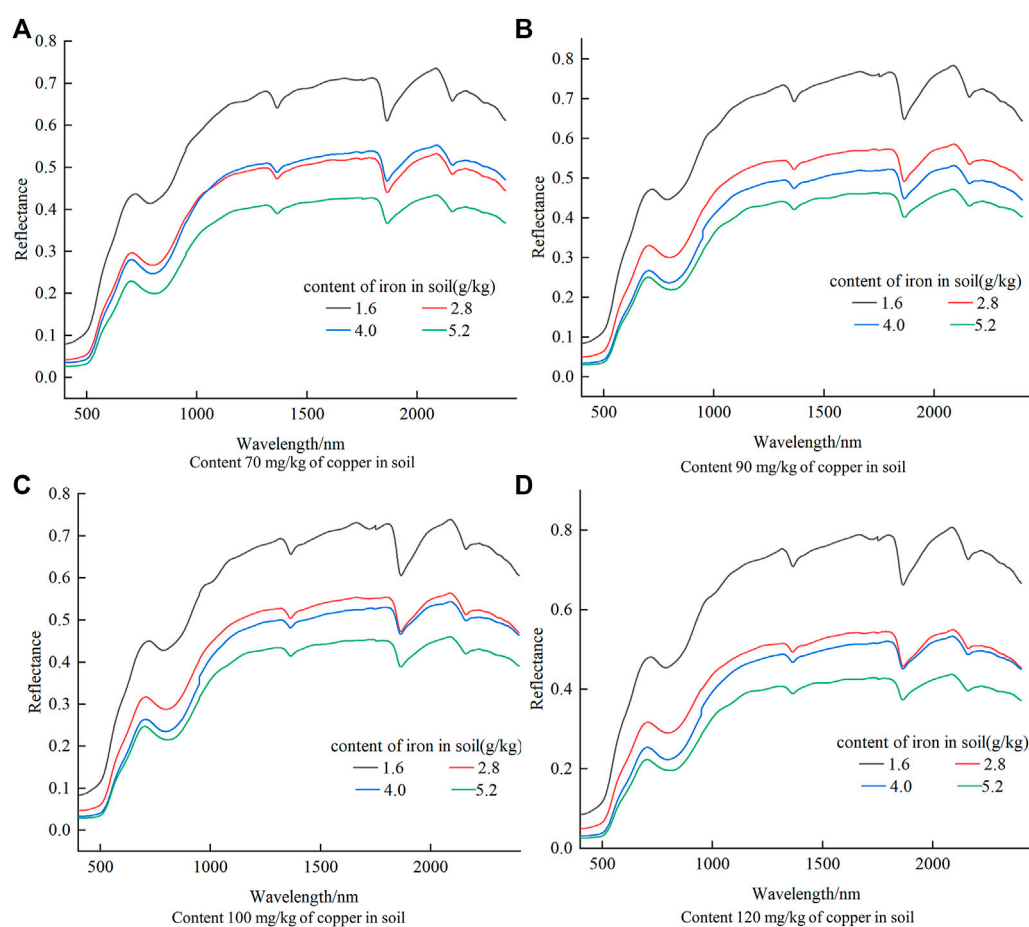 A
0.8
0.7
0.6
0.5
0.4
0.3
0.2
0.1
0.0
Reflectance
content of iron in soil(g/kg)
1.6 2.8
4.0 5.2
500 1000 1500 2000
Wavelength/nm
Content 70 mg/kg of copper in soil
B
0.8
0.7
0.6
0.5
0.4
0.3
0.2
0.1
0.0
Reflectance
content of iron in soil(g/kg)
1.6 2.8
4.0 5.2
500 1000 1500 2000
Wavelength/nm
Content 90 mg/kg of copper in soil
C
0.8
0.7
0.6
0.5
0.4
0.3
0.2
0.1
0.0
Reflectance
content of iron in soil(g/kg)
1.6 2.8
4.0 5.2
500 1000 1500 2000
Wavelength/nm
Content 100 mg/kg of copper in soil
D
0.8
0.6
0.4
0.2
0.0
Reflectance
content of iron in soil(g/kg)
1.6 2.8
4.0 5.2
500 1000 1500 2000
Wavelength/nm
Content 120 mg/kg of copper in soil